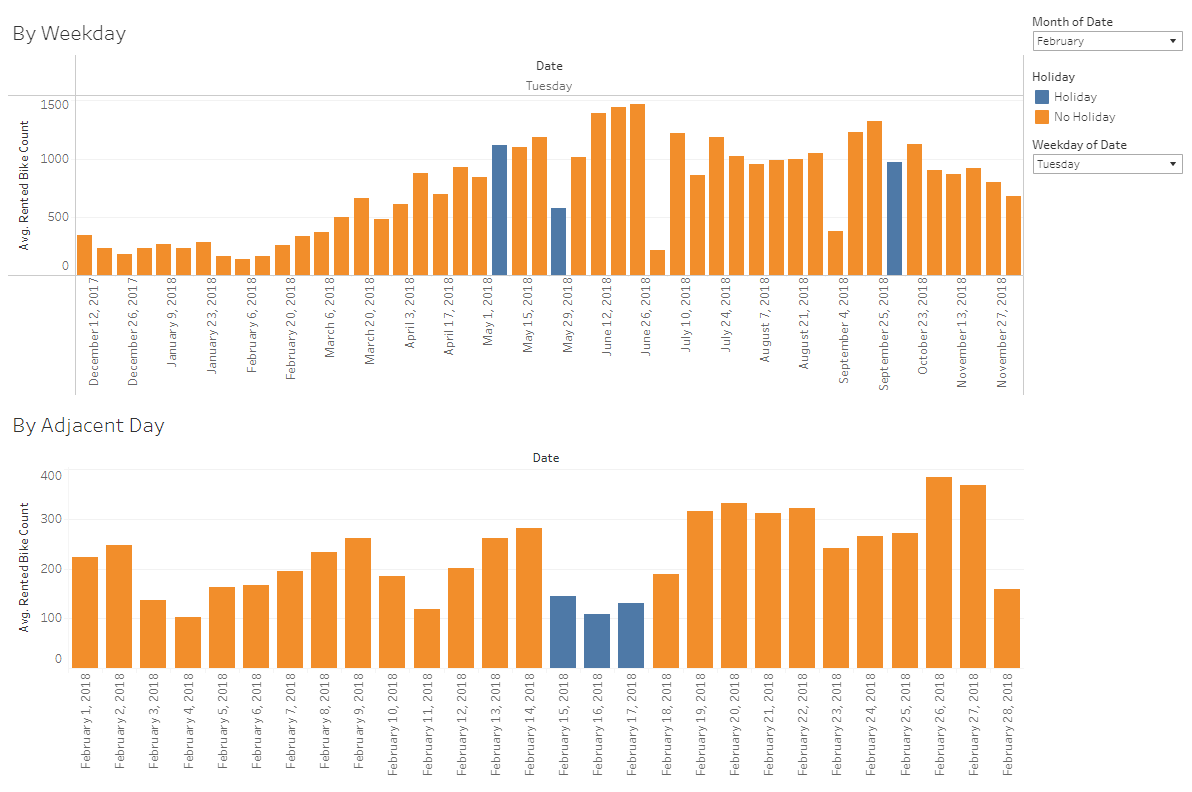 By Weekday
Date
Tuesday
Avg. Rented Bike Count
1500
1000
500
0
December 12, 2017
December 26, 2017
January 9, 2018
January 23, 2018
February 6, 2018
February 20, 2018
March 6, 2018
March 20, 2018
April 3, 2018
April 17, 2018
May 1, 2018
May 15, 2018
May 29, 2018
June 12, 2018
June 26, 2018
July 10, 2018
July 24, 2018
August 7, 2018
August 21, 2018
September 4, 2018
September 25, 2018
October 23, 2018
November 13, 2018
November 27, 2018
Month of Date
February
Holiday
Holiday
No Holiday
Weekday of Date
Tuesday
By Adjacent Day
Date
Avg. Rented Bike Count
400
300
200
100
0
February 1, 2018
February 2, 2018
February 3, 2018
February 4, 2018
February 5, 2018
February 6, 2018
February 7, 2018
February 8, 2018
February 9, 2018
February 10, 2018
February 11, 2018
February 12, 2018
February 13, 2018
February 14, 2018
February 15, 2018
February 16, 2018
February 17, 2018
February 18, 2018
February 19, 2018
February 20, 2018
February 21, 2018
February 22, 2018
February 23, 2018
February 24, 2018
February 25, 2018
February 26, 2018
February 27, 2018
February 28, 2018